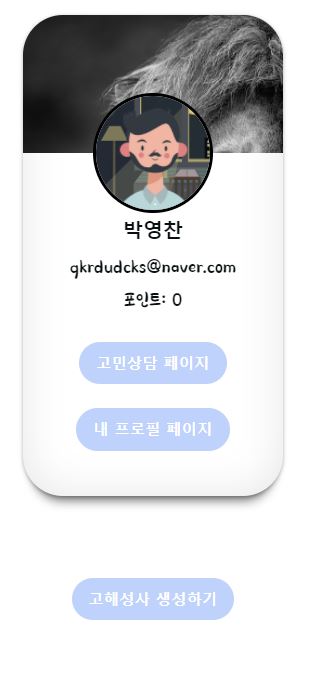 박영찬
qkrdudcks@naver.com
포인트: 0
고민상담 페이지
내 프로필 페이지
고해성사 생성하기